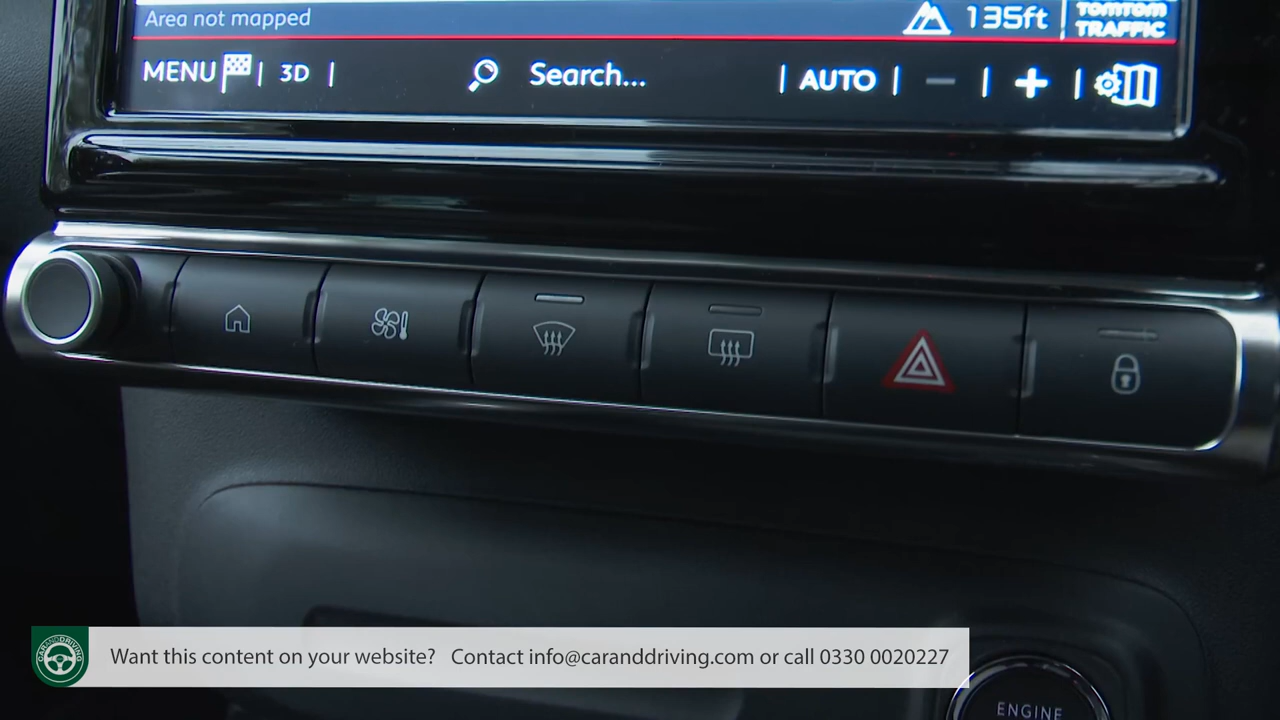 Area not mapped
135ft
TOMTOM
TRAFFIC
MENU
3D
Search...
AUTO
CARANDDRIVING
Want this content on your website? Contact info@caranddriving.com or call 0330 0020227
ENGINE